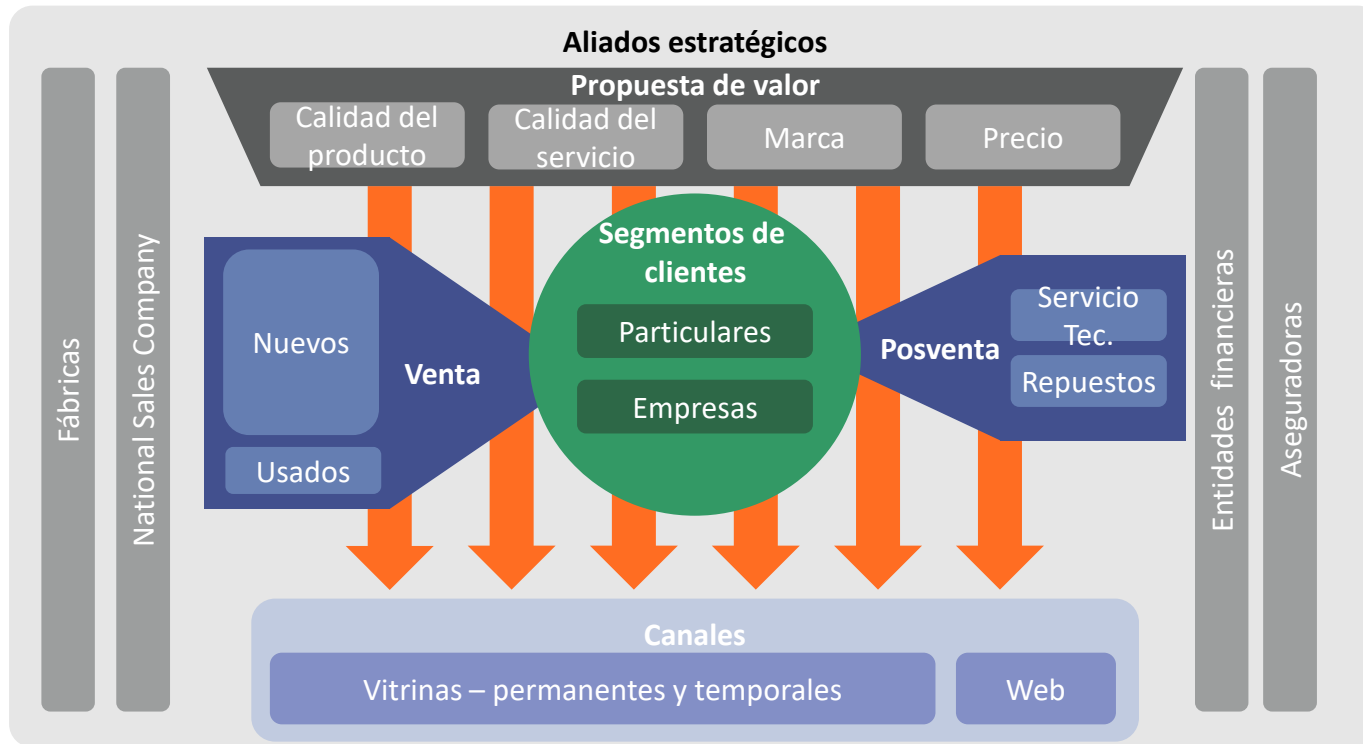 Aliados estratégicos
Fábricas
National Sales Company
Propuesta de valor
Calidad del
producto
Calidad del
servicio
Marca
Precio
Nuevos
Usados
Venta
Segmentos de
clientes
Particulares
Empresas
Posventa
Servicio
Tec.
Repuestos
Canales
Vitrinas – permanentes y temporales
Web
Entidades financieras
Aseguradoras